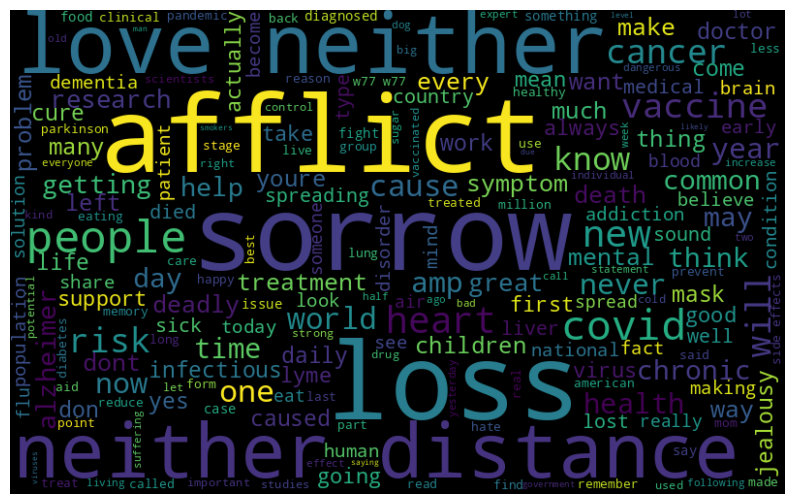 food clinical pandemic back diagnosed something expert level lot
love neither make doctor
old man become reason dog big cancer less
dementia scientists actually type w77 w77 every mean want come dangerous
problem research control country healthy medical brain
cure afflict sugar much vaccine
parkinson smokers vaccinated always thing early
many patient stage take fight work use week likely year
everyone right live group due know blood
getting help youre cause symptom individual common increase
left spreading million death believe
solution kind eating died someone treated addiction may condition
people sorrow new sound
life care best lung disorder mind mental think two
day happy treatment amp great call statement prevent
share issue look half never mask
potential support deadly air ago bad first spread cold
population memory sick today world heart liver good side effects
flu risk strong drug covid will
diabetes long time see children national fact well
alzheimer dont infectious daily lyme virus said chronic
aid let form eat last loss yesterday real american making
now one health
don reduce yes case caused part hate lost really mom way jealousy
point suffering
neither distance
human say
viruses treat living called important effect saying going read find government remember used following made
studies